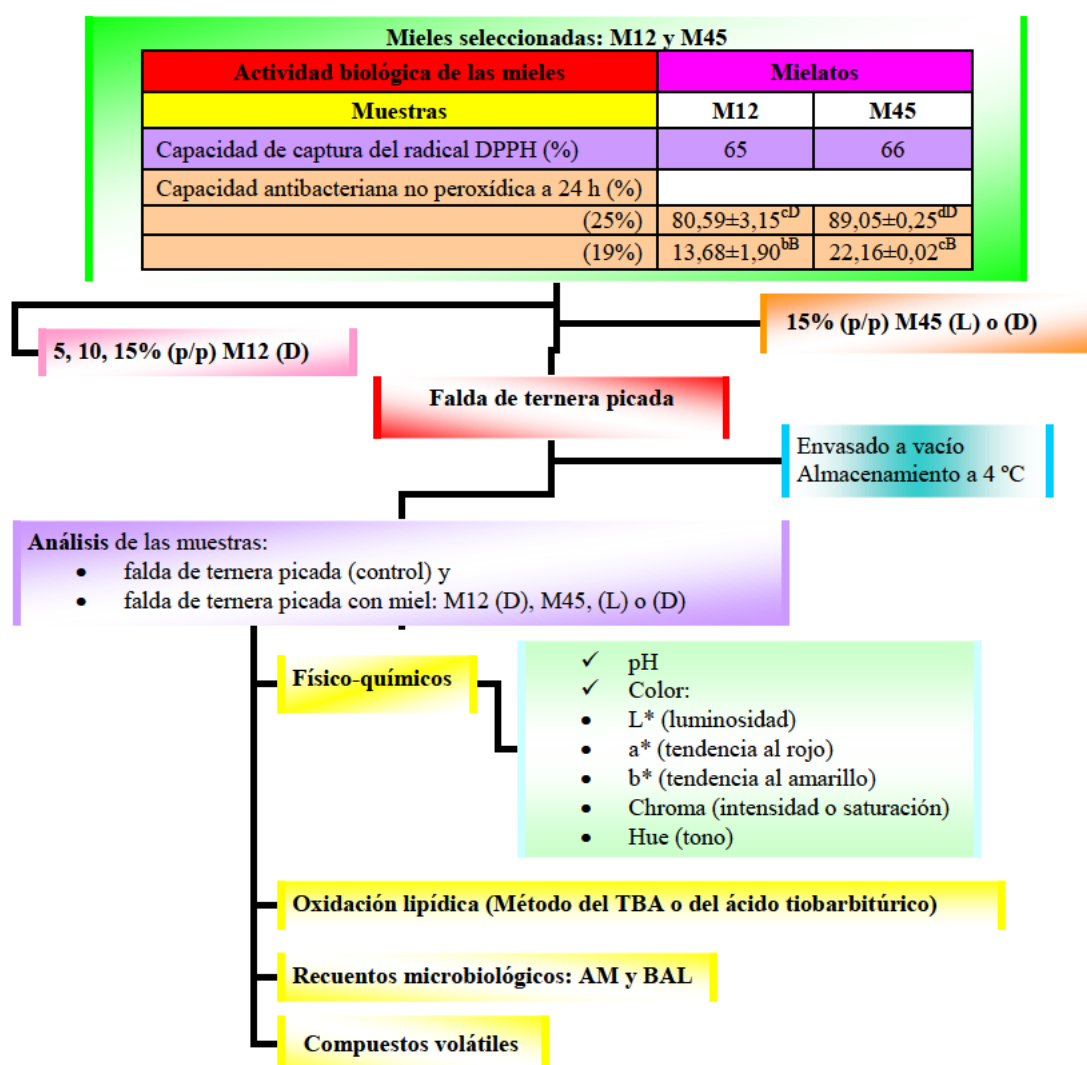 Mieles seleccionadas: M12 y M45
Actividad biológica de las mieles Mielatos
Muestras M12 M45
Capacidad de captura del radical DPPH (%) 65 66
Capacidad antibacteriana no peroxídica a 24 h (%)
(25%) 80,59±3,15cD 89,05±0,25dD
(19%) 13,68±1,90bB 22,16±0,02cB
15% (p/p) M45 (L) o (D)
5, 10, 15% (p/p) M12 (D)
Falda de ternera picada
Envasado a vacío
Almacenamiento a 4 ºC
Análisis de las muestras:
• falda de ternera picada (control) y
• falda de ternera picada con miel: M12 (D), M45, (L) o (D)
Físico-químicos
✓ pH
✓ Color:
• L* (luminosidad)
• a* (tendencia al rojo)
• b* (tendencia al amarillo)
• Chroma (intensidad o saturación)
• Hue (tono)
Oxidación lipídica (Método del TBA o del ácido tiobarbitúrico)
Recuentos microbiológicos: AM y BAL
Compuestos volátiles